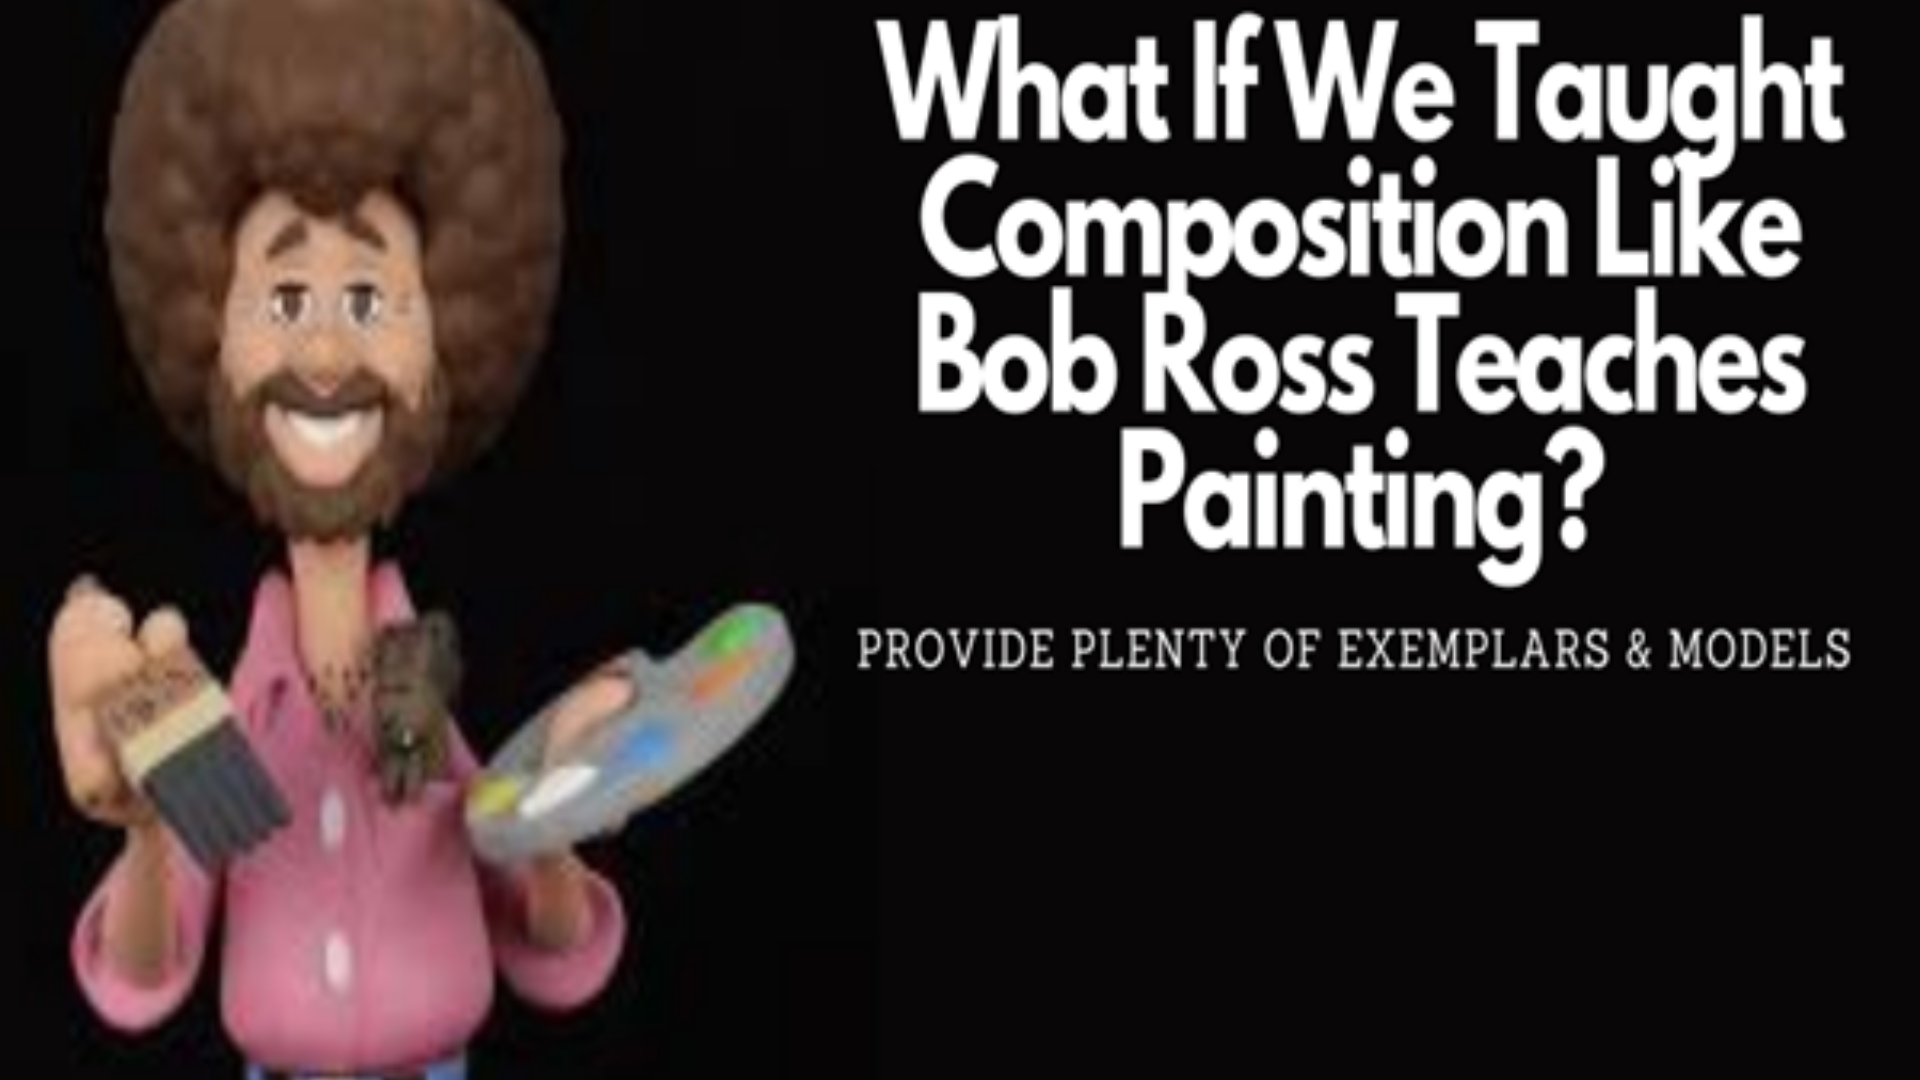 What If We Taught
Composition Like
Bob Ross Teaches
Painting?
PROVIDE PLENTY OF EXEMPLARS & MODELS